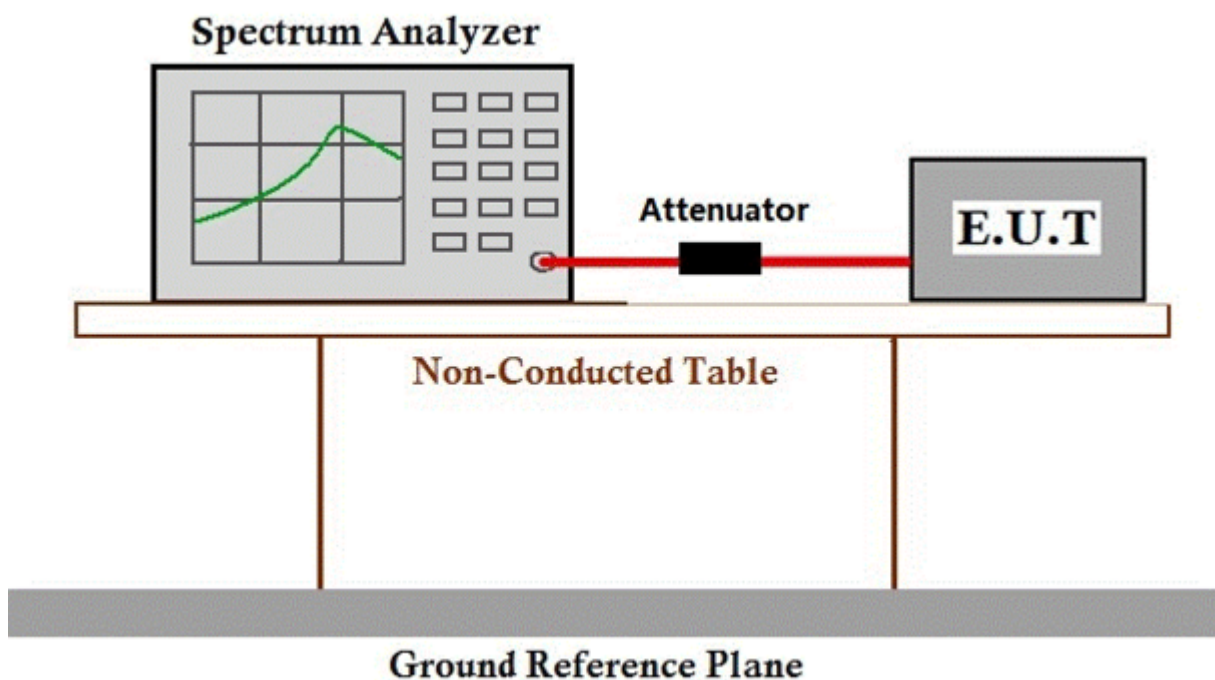 Spectrum Analyzer
Attenuator
E.U.T
Non-Conducted Table
Ground Reference Plane